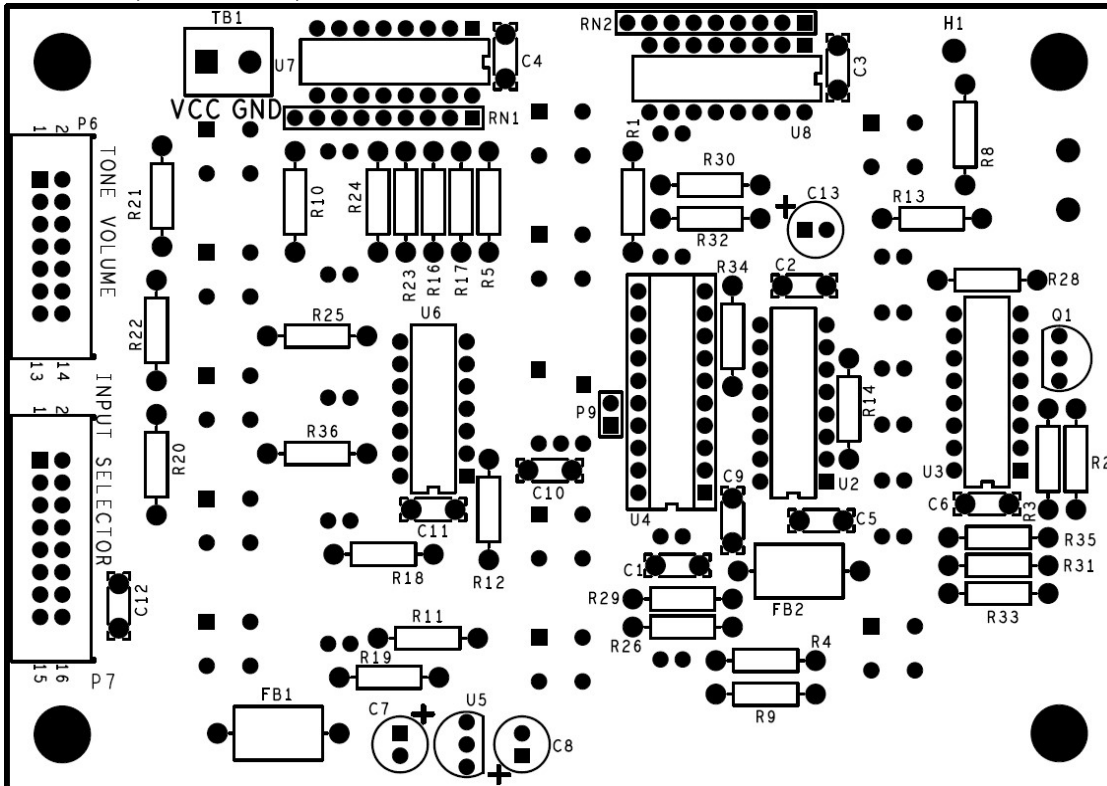 TB1
RN2
H1
U7
C4
C3
VCC GND
P6
RN1
U8
1 2
TONE VOLUME
R21
R10
R24
R23
R16
R17
R5
R1
R30
C13
R8
R13
R32
R34
C2
R28
R22
R25
U6
Q1
13 14
1 2
INPUT SELECTOR
R20
R36
P9
R14
C10
C9
U2
U3
R3
R2
C11
R12
U4
C5
C6
R35
R18
C1
R31
C12
R29
FB2
R33
R11
R26
R4
15 16
P7
R19
FB1
C7
U5
C8
R9